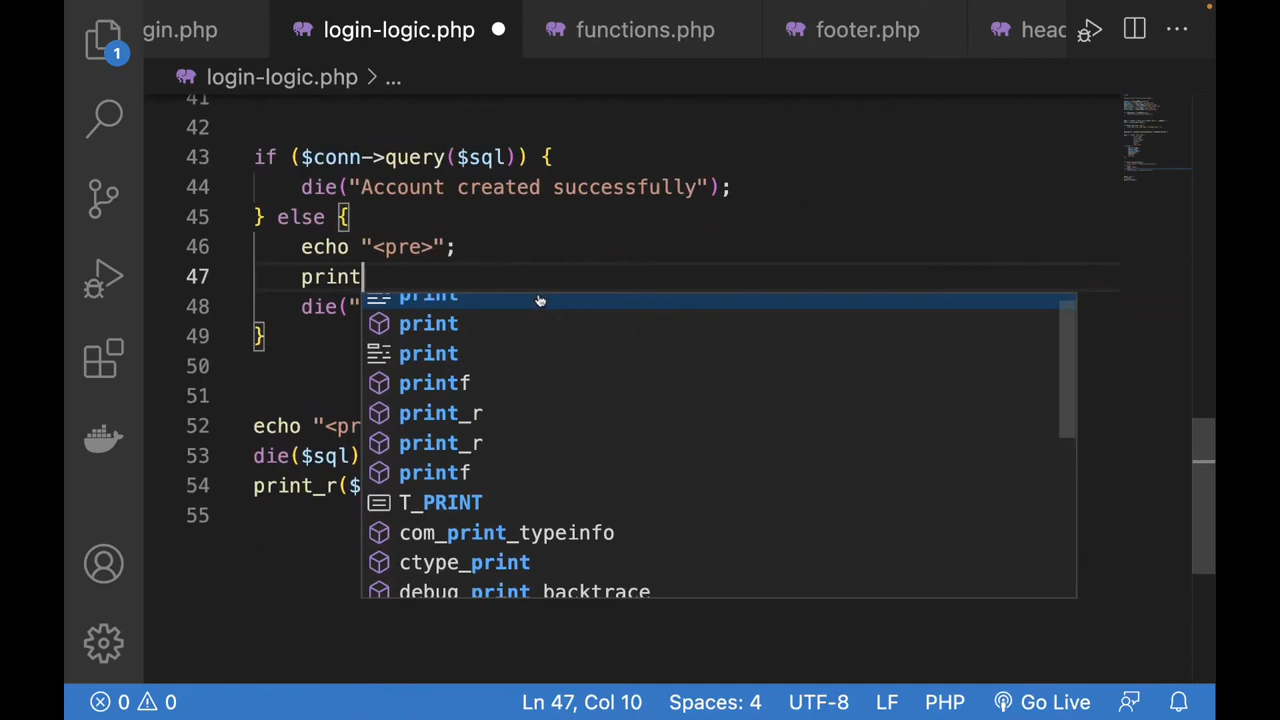 gin.php
login-logic.php
functions.php
footer.php
head
1
login-logic.php > ...
41
42
43 if ($conn->query($sql)) {
44 die("Account created successfully");
45 } else {
46 echo "<pre>";
47 print
48 die("
49 }
50
51
52 echo "<pr
53 die($sql)
54 print_r($
55
print
print
print
printf
print_r
print_r
printf
T_PRINT
com_print_typeinfo
ctype_print
debug_print_backtrace
0 0
Ln 47, Col 10
Spaces: 4
UTF-8
LF
PHP
Go Live